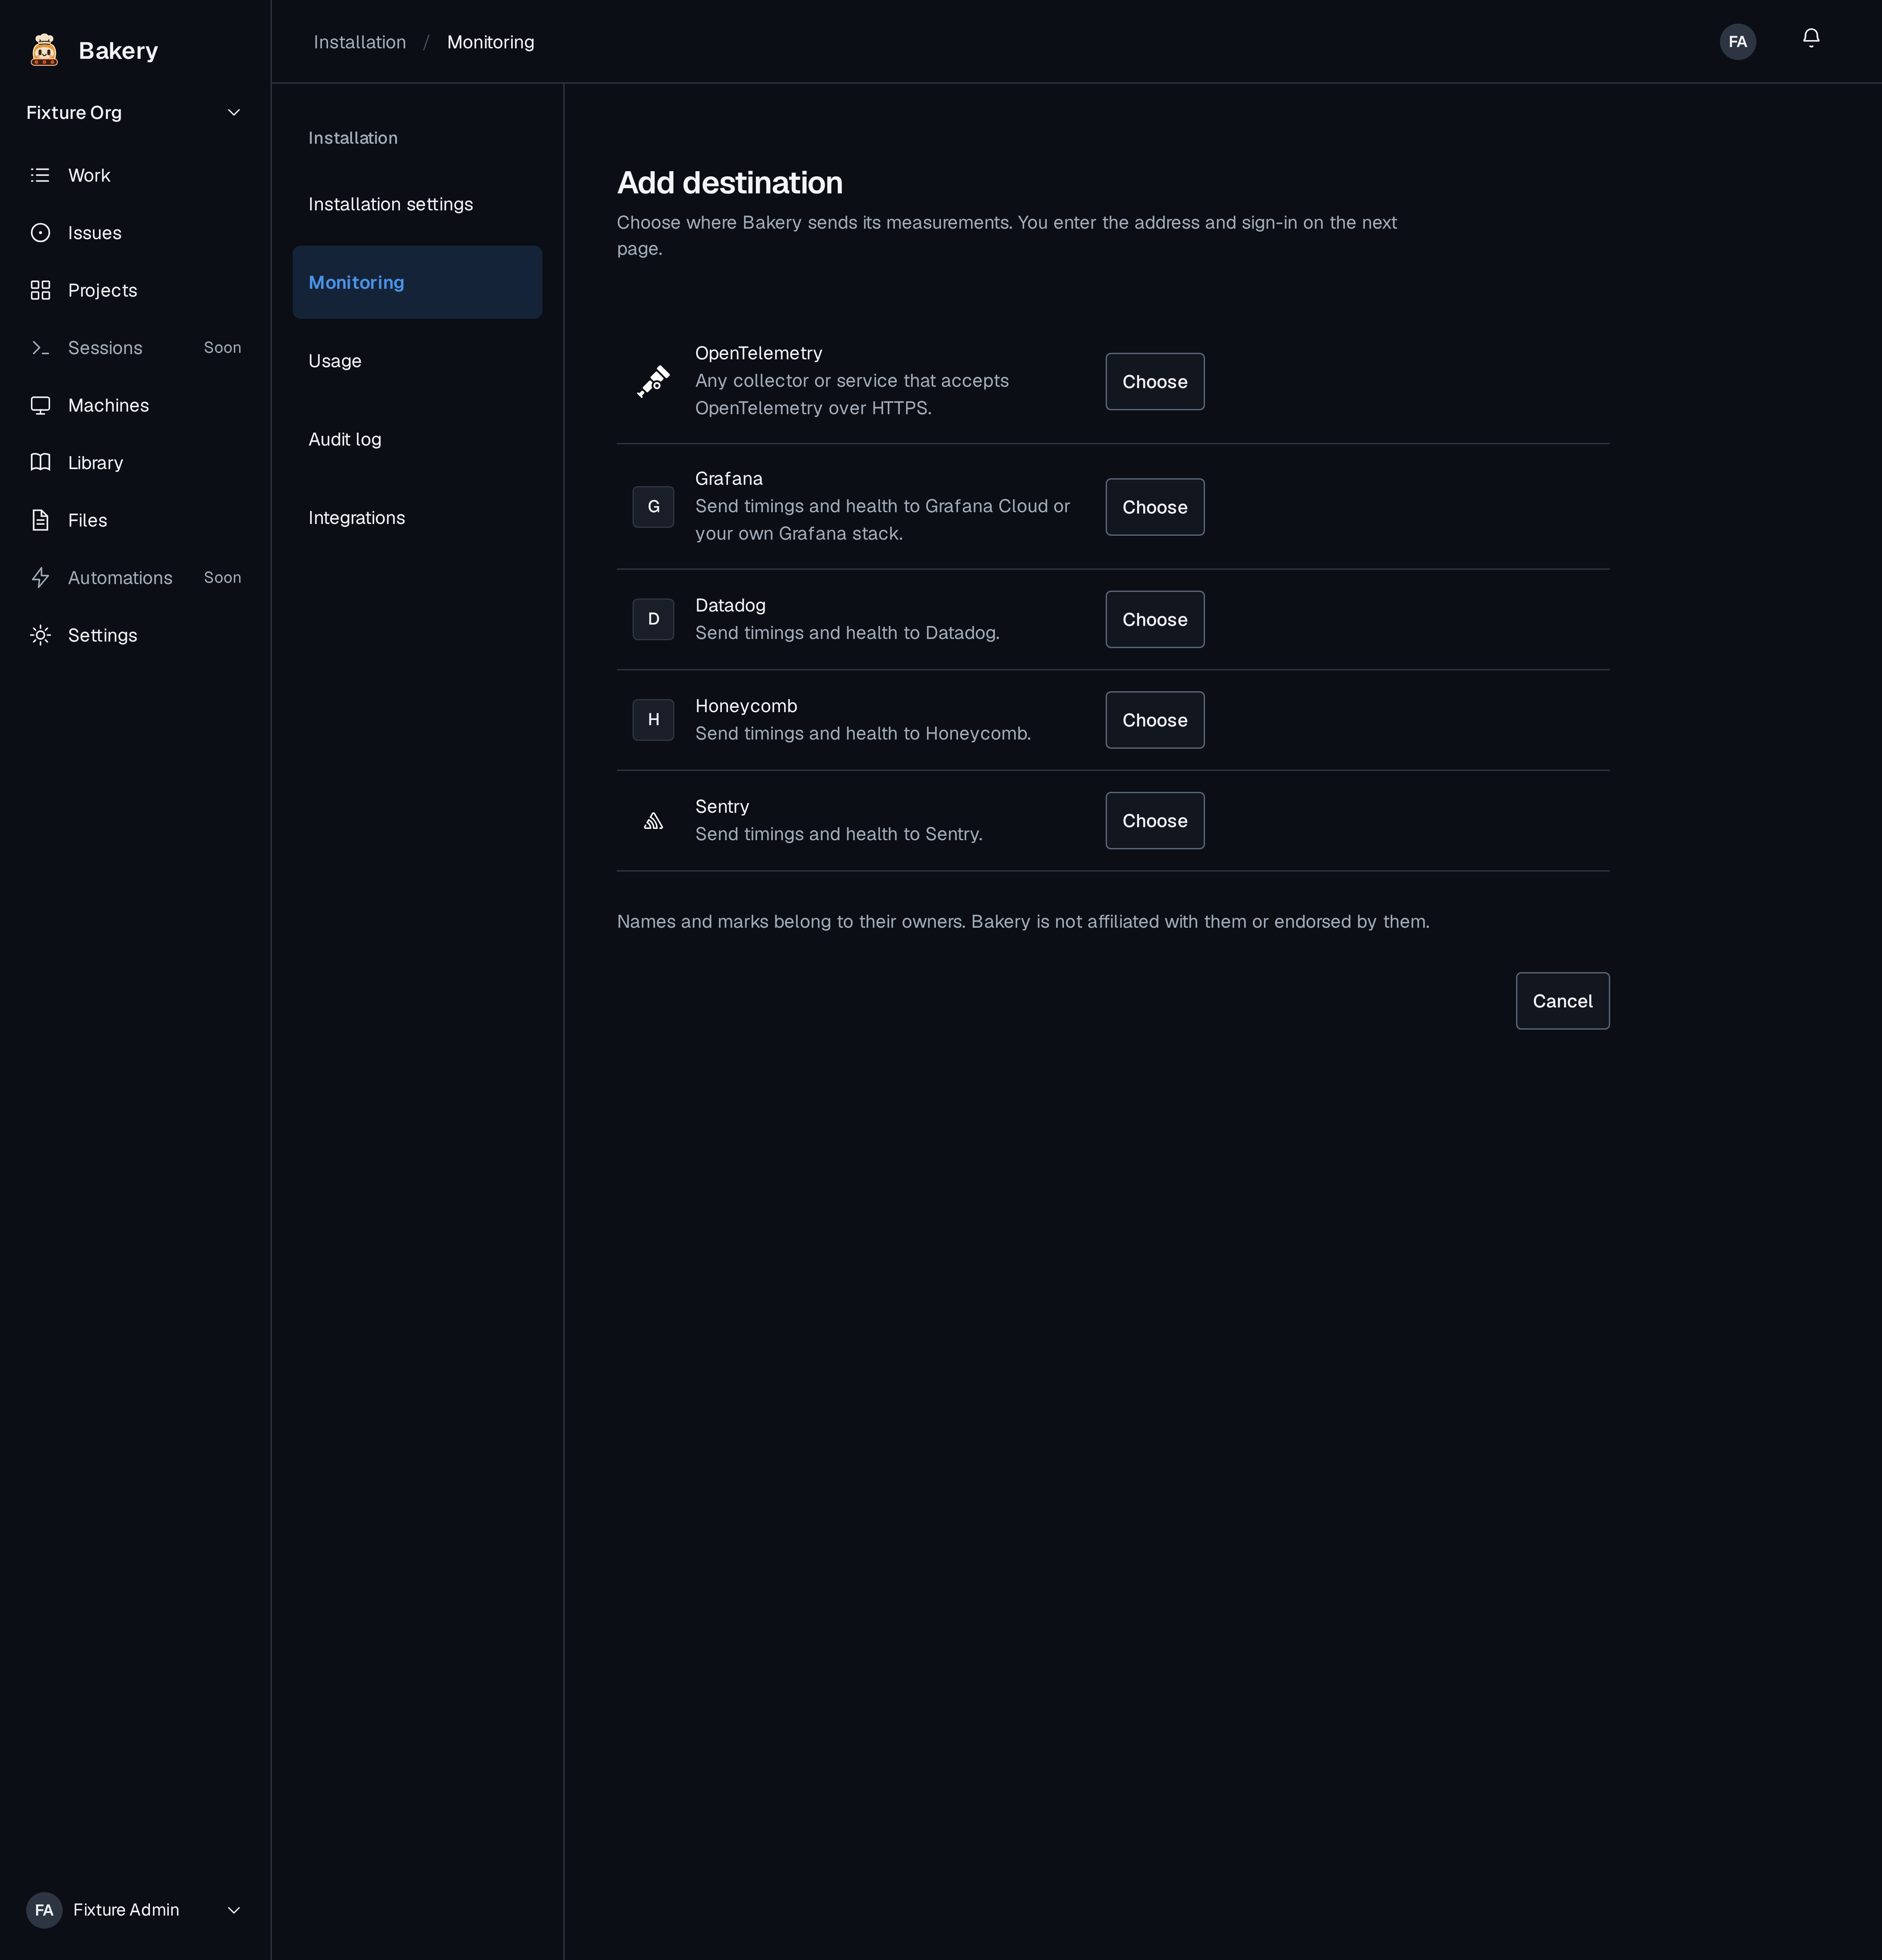 Bakery
Fixture Org
Work
Issues
Projects
Sessions Soon
Machines
Library
Files
Automations Soon
Settings
FA Fixture Admin
Installation / Monitoring
FA
Installation
Installation settings
Monitoring
Usage
Audit log
Integrations
Add destination
Choose where Bakery sends its measurements. You enter the address and sign-in on the next
page.
OpenTelemetry
Any collector or service that accepts
OpenTelemetry over HTTPS.
Choose
G
Grafana
Send timings and health to Grafana Cloud or
your own Grafana stack.
Choose
D
Datadog
Send timings and health to Datadog.
Choose
H
Honeycomb
Send timings and health to Honeycomb.
Choose
Sentry
Send timings and health to Sentry.
Choose
Names and marks belong to their owners. Bakery is not affiliated with them or endorsed by them.
Cancel